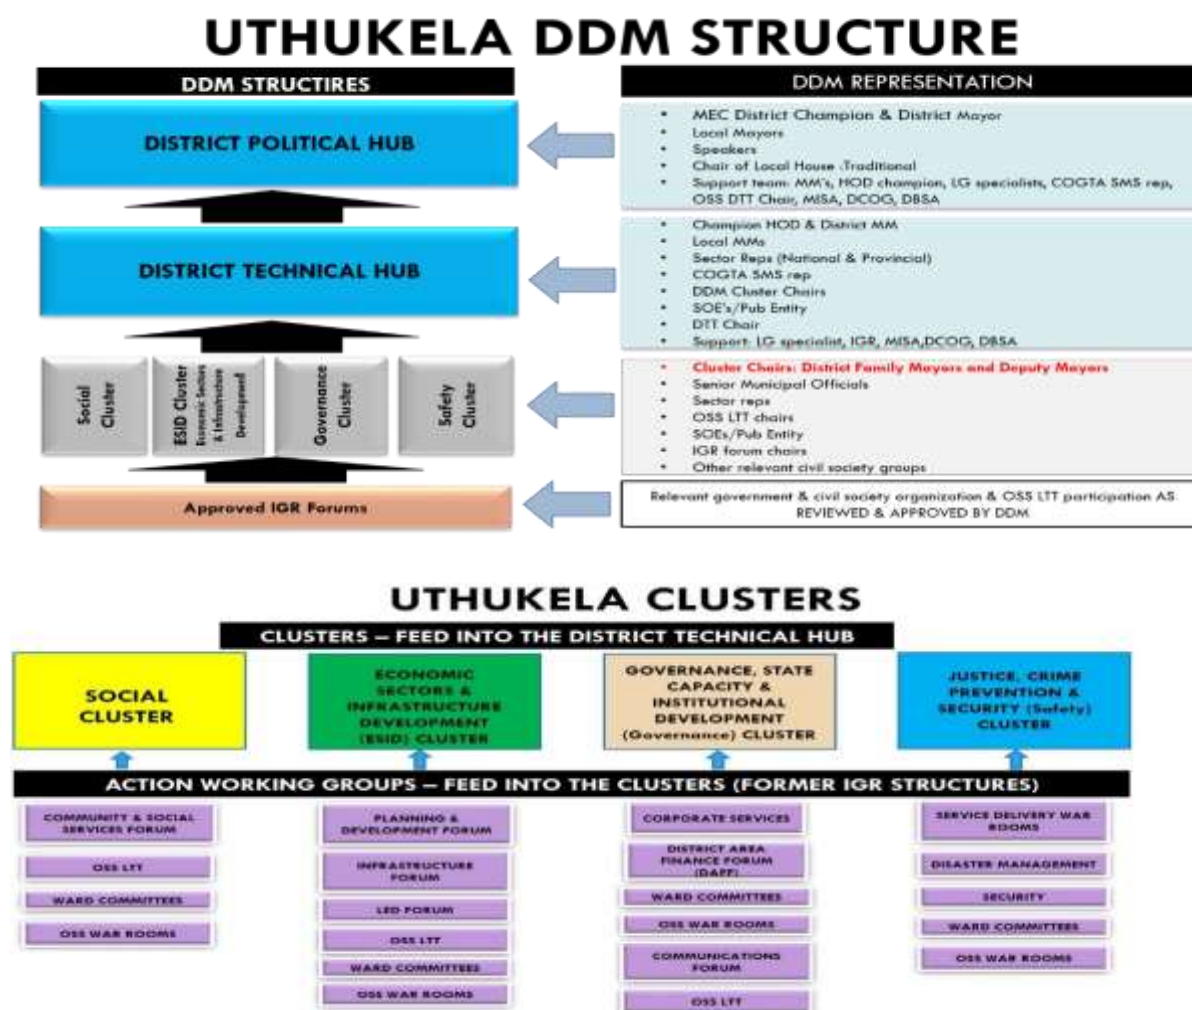 UTHUKELA DDM STRUCTURE
DDM STRUCTIRES
DISTRICT POLITICAL HUB
DISTRICT TECHNICAL HUB
Social
Cluster
ESID Cluster
Economic Sectors
& Infrastructure
Development
Governance
Cluster
Safety
Cluster
Approved IGR Forums
DDM REPRESENTATION
• MEC District Champion & District Mayor
• Local Mayors
• Speakers
• Chair of Local House Traditional
• Support team: MM's, HOD champion, LG specialists, COGTA SMS rep,
OSS DTT Chair, MISA, DCOG, DBSA
• Champion HOD & District MM
• Local MMs
• Sector Reps (National & Provincial)
• COGTA SMS rep
• DDM Cluster Chairs
• SOE's/Pub Entity
• DTT Chair
• Support: LG specialist, IGR, MISA,DCOG, DBSA
• Cluster Chairs: District Family Mayors and Deputy Mayors
• Senior Municipal Officials
• Sector reps
• OSS LTT chairs
• SOEs/Pub Entity
• IGR forum chairs
• Other relevant civil society groups
Relevant government & civil society organization & OSS LTT participation AS
REVIEWED & APPROVED BY DDM
UTHUKELA CLUSTERS
CLUSTERS – FEED INTO THE DISTRICT TECHNICAL HUB
SOCIAL
CLUSTER
ECONOMIC
SECTORS &
INFRASTRUCTURE
DEVELOPMENT
(ESID) CLUSTER
GOVERNANCE, STATE
CAPACITY &
INSTITUTIONAL
DEVELOPMENT
(Governance) CLUSTER
JUSTICE, CRIME
PREVENTION &
SECURITY (Safety)
CLUSTER
ACTION WORKING GROUPS – FEED INTO THE CLUSTERS (FORMER IGR STRUCTURES)
COMMUNITY & SOCIAL
SERVICES FORUM
OSS LTT
WARD COMMITTEES
OSS WAR ROOMS
PLANNING &
DEVELOPMENT FORUM
INFRASTRUCTURE
FORUM
LED FORUM
OSS LTT
WARD COMMITTEES
OSS WAR ROOMS
CORPORATE SERVICES
DISTRICT AREA
FINANCE FORUM
(DAFF)
WARD COMMITTEES
OSS WAR ROOMS
COMMUNICATIONS
FORUM
OSS LTT
SERVICE DELIVERY WAR
ROOMS
DISASTER MANAGEMENT
SECURITY
WARD COMMITTEES
OSS WAR ROOMS